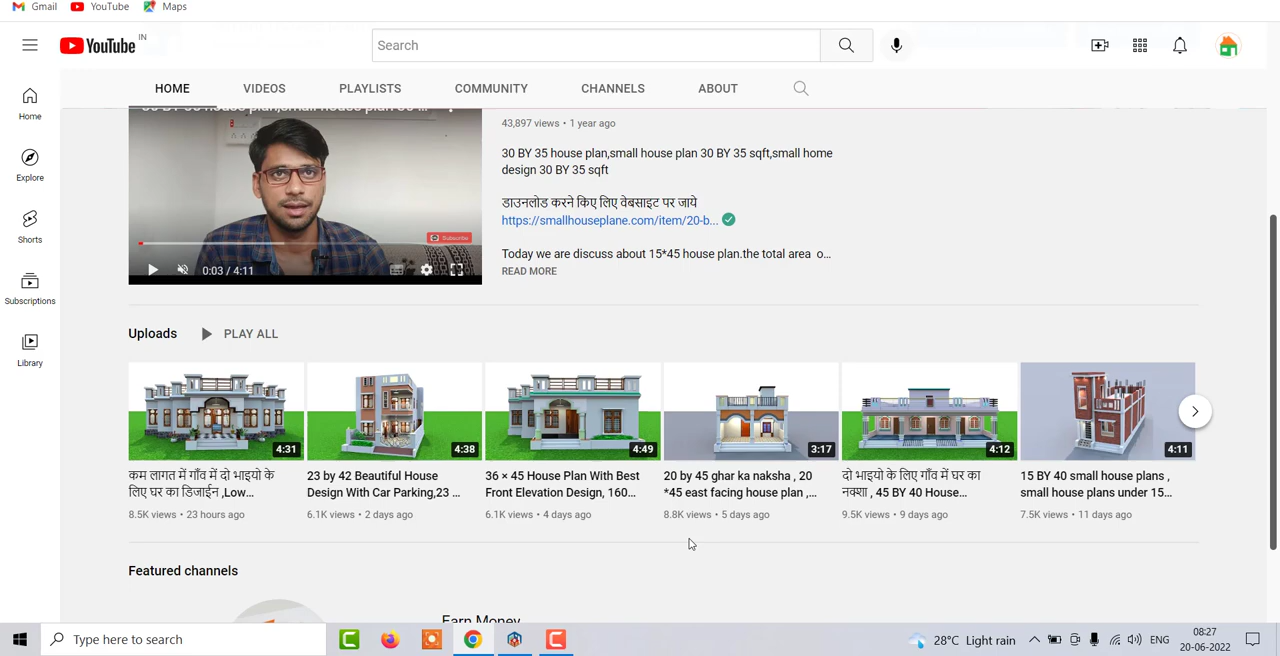 Gmail YouTube Maps
YouTube IN
Search
HOME VIDEOS PLAYLISTS COMMUNITY CHANNELS ABOUT
Home
Explore
Shorts
Subscriptions
Library
43,897 views • 1 year ago
30 BY 35 house plan,small house plan 30 BY 35 sqft,small home
design 30 BY 35 sqft
डाउनलोड करने किए लिए वेबसाइट पर जाये
https://smallhouseplane.com/item/20-b...
Today we are discuss about 15*45 house plan.the total area o...
READ MORE
Subscribe
0:03 / 4:11
Uploads PLAY ALL
4:31
कम लागत में गाँव में दो भाइयो के
लिए घर का डिजाईन ,Low...
8.5K views • 23 hours ago
4:38
23 by 42 Beautiful House
Design With Car Parking,23 ...
6.1K views • 2 days ago
4:49
36 × 45 House Plan With Best
Front Elevation Design, 160...
6.1K views • 4 days ago
3:17
20 by 45 ghar ka naksha , 20
*45 east facing house plan ,...
8.8K views • 5 days ago
4:12
दो भाइयो के लिए गाँव में घर का
नक्शा , 45 BY 40 House...
9.5K views • 9 days ago
4:11
15 BY 40 small house plans ,
small house plans under 15...
7.5K views • 11 days ago
Featured channels
Earn Money
Type here to search
28°C Light rain
ENG
08:27
20-06-2022